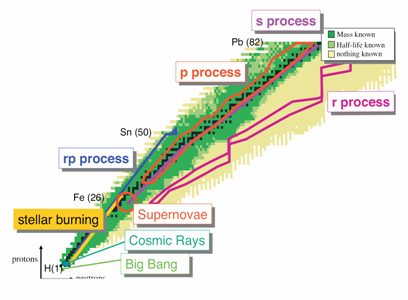 s process
Pb (82)
Mass known
Half-life known
nothing known
p process
r process
Sn (50)
rp process
Fe (26)
stellar burning
Supernovae
Cosmic Rays
protons
H(1)
Big Bang